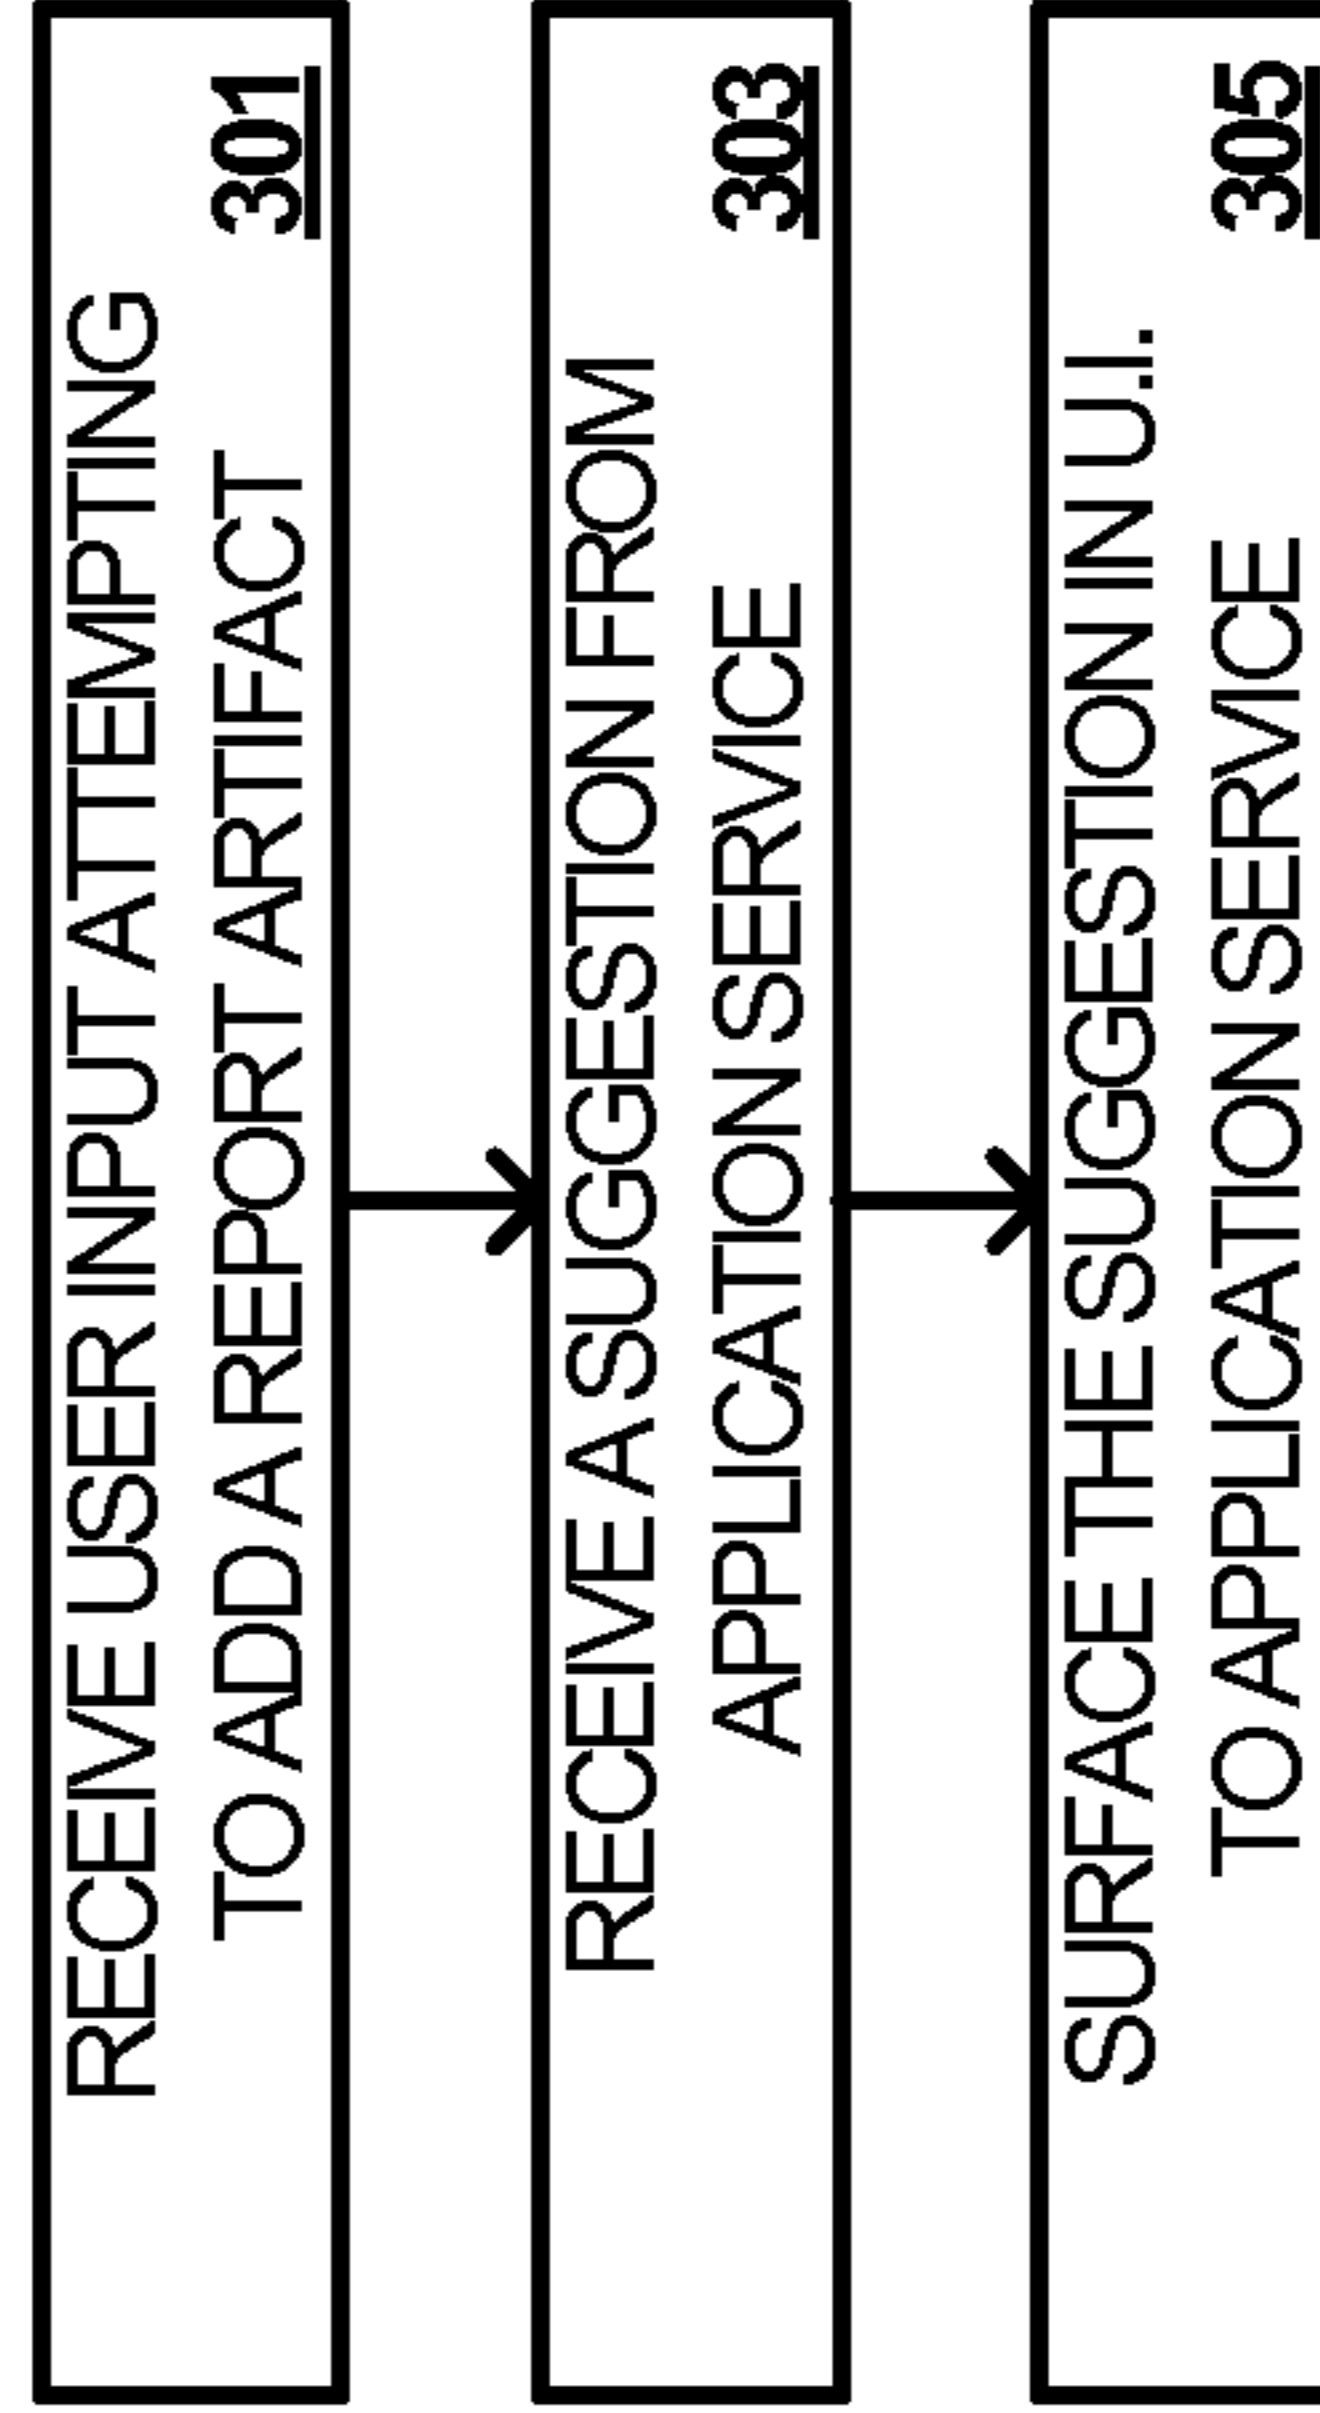 RECEIVE USER INPUT ATTEMPTING
TO ADD A REPORT ARTIFACT
301
RECEIVE A SUGGESTION FROM
APPLICATION SERVICE
303
SURFACE THE SUGGESTION IN U.I.
TO APPLICATION SERVICE
305